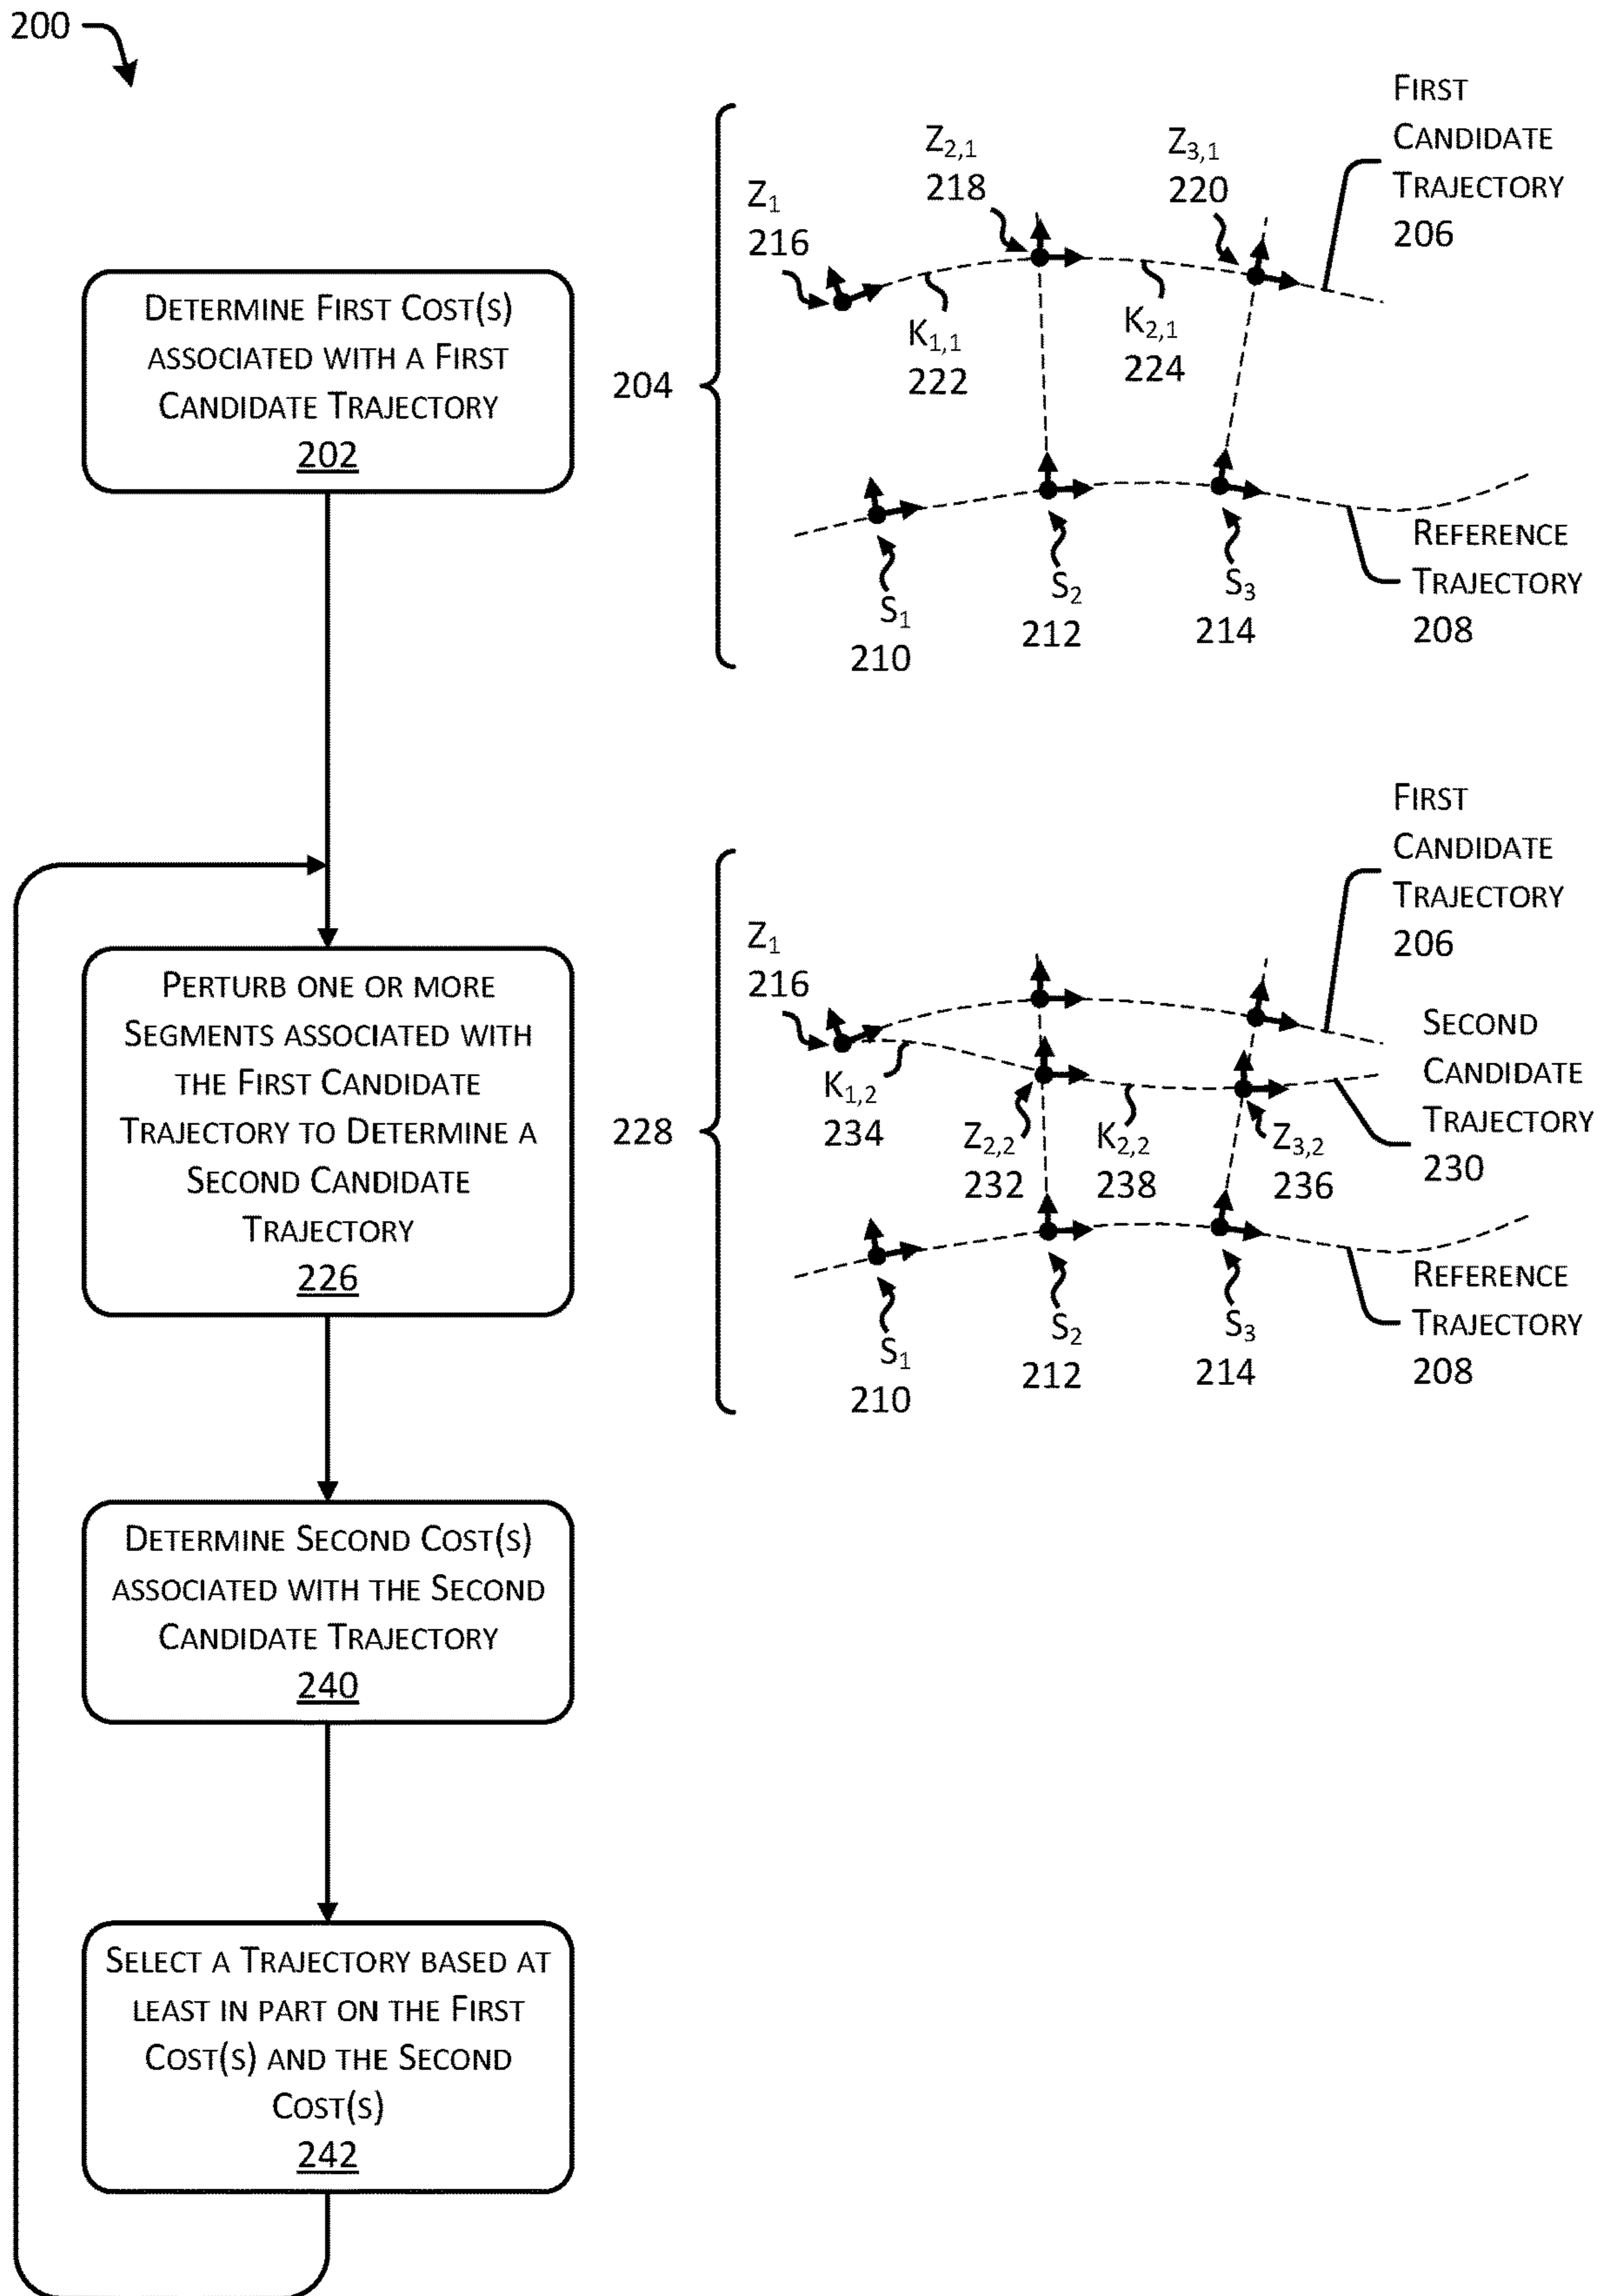 200
DETERMINE FIRST COST(S)
ASSOCIATED WITH A FIRST
CANDIDATE TRAJECTORY
202
204
Z1
216
Z2,1
218
Z3,1
220
FIRST
CANDIDATE
TRAJECTORY
206
K1,1
222
K2,1
224
S1
210
S2
212
S3
214
REFERENCE
TRAJECTORY
208
PERTURB ONE OR MORE
SEGMENTS ASSOCIATED WITH
THE FIRST CANDIDATE
TRAJECTORY TO DETERMINE A
SECOND CANDIDATE
TRAJECTORY
226
228
Z1
216
FIRST
CANDIDATE
TRAJECTORY
206
SECOND
CANDIDATE
TRAJECTORY
230
K1,2
234
Z2,2
232
K2,2
238
Z3,2
236
S1
210
S2
212
S3
214
REFERENCE
TRAJECTORY
208
DETERMINE SECOND COST(S)
ASSOCIATED WITH THE SECOND
CANDIDATE TRAJECTORY
240
SELECT A TRAJECTORY BASED AT
LEAST IN PART ON THE FIRST
COST(S) AND THE SECOND
COST(S)
242